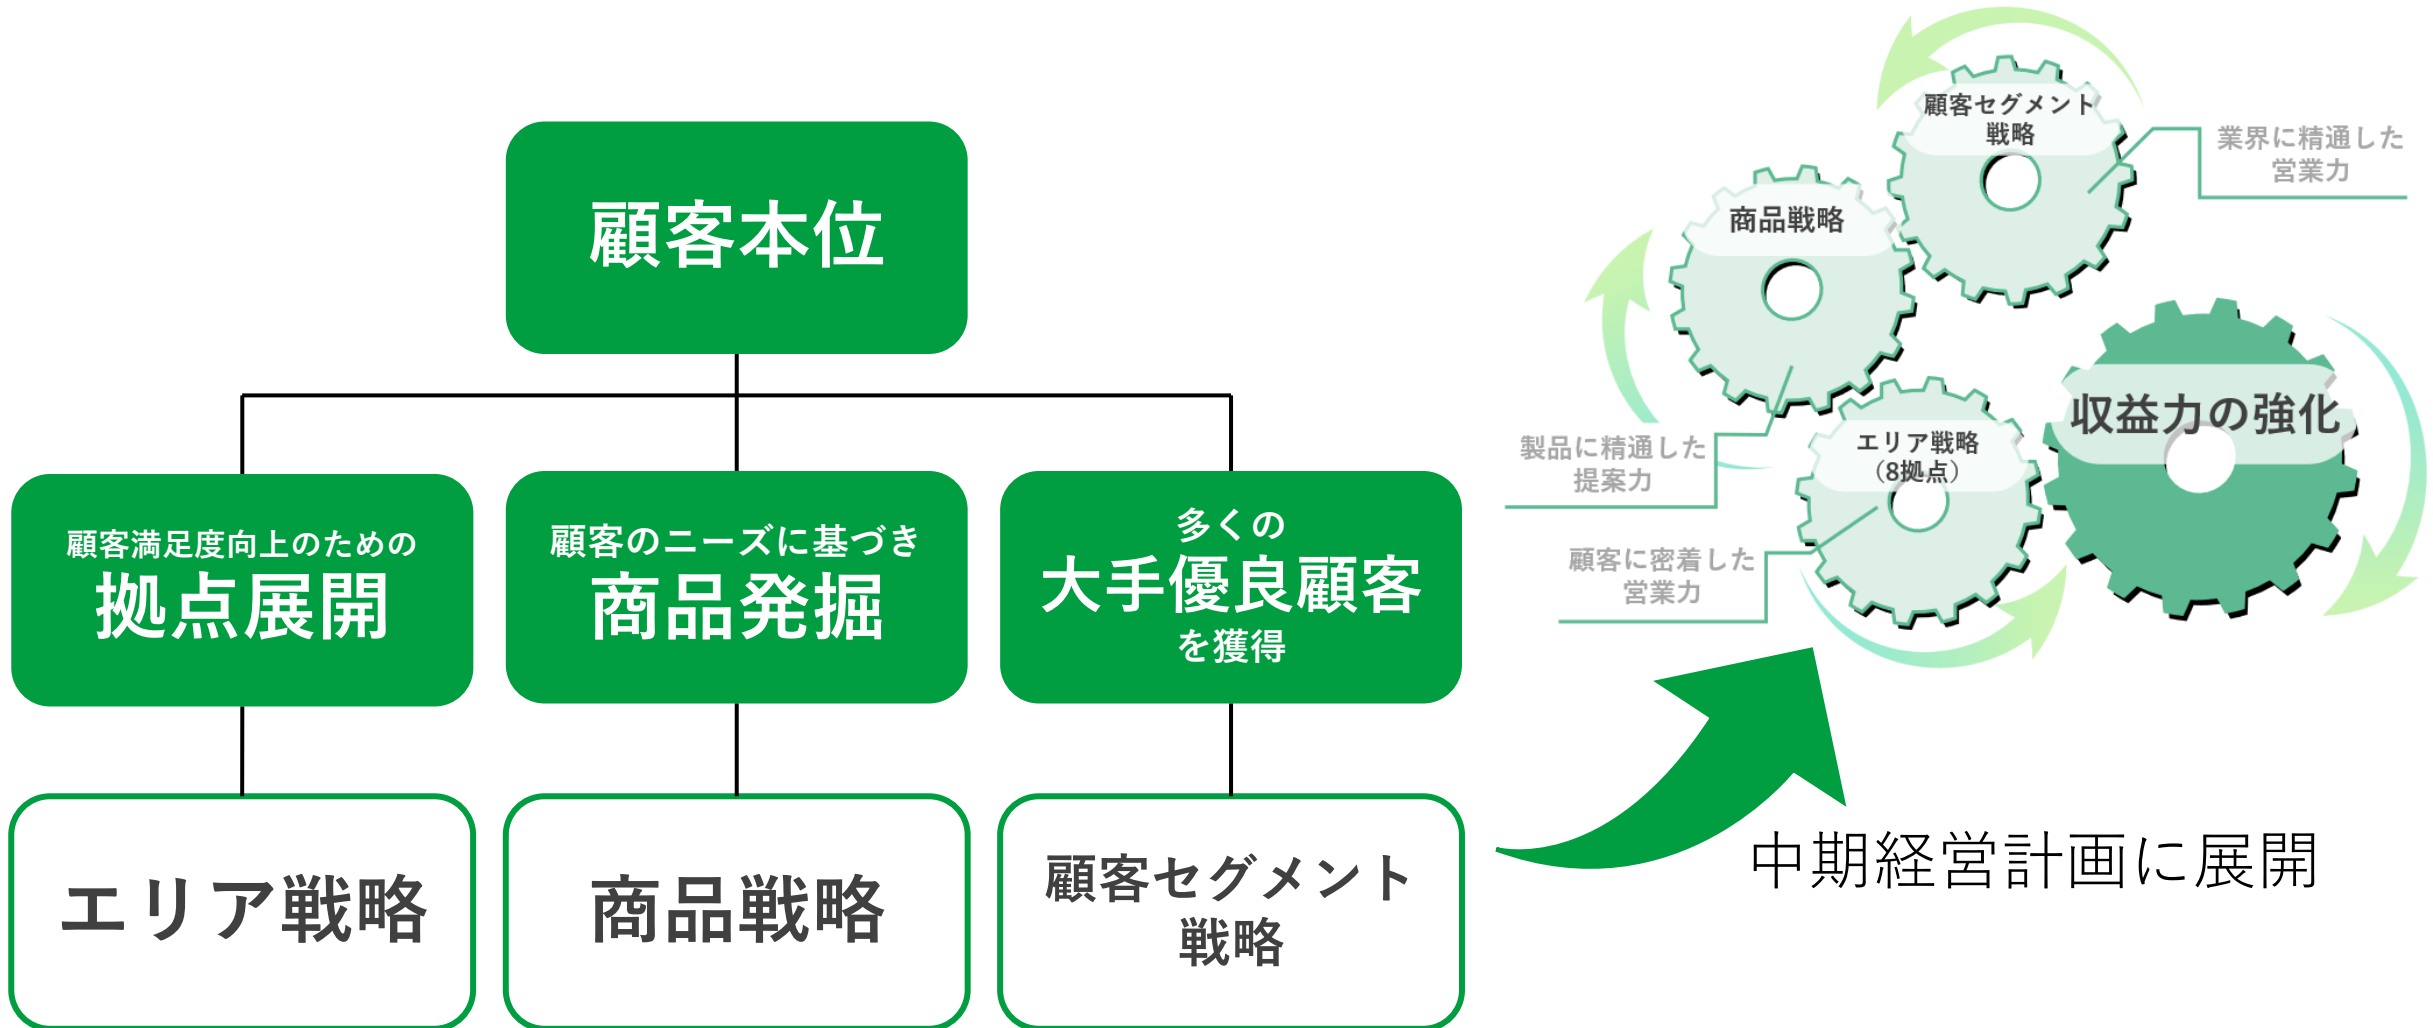 顧客本位
顧客満足度向上のための
拠点展開
顧客のニーズに基づき
商品発掘
多くの
大手優良顧客
を獲得
エリア戦略
商品戦略
顧客セグメント
戦略
顧客セグメント
戦略
業界に精通した
営業力
商品戦略
製品に精通した
提案力
エリア戦略
（8拠点）
顧客に密着した
営業力
収益力の強化
中期経営計画に展開